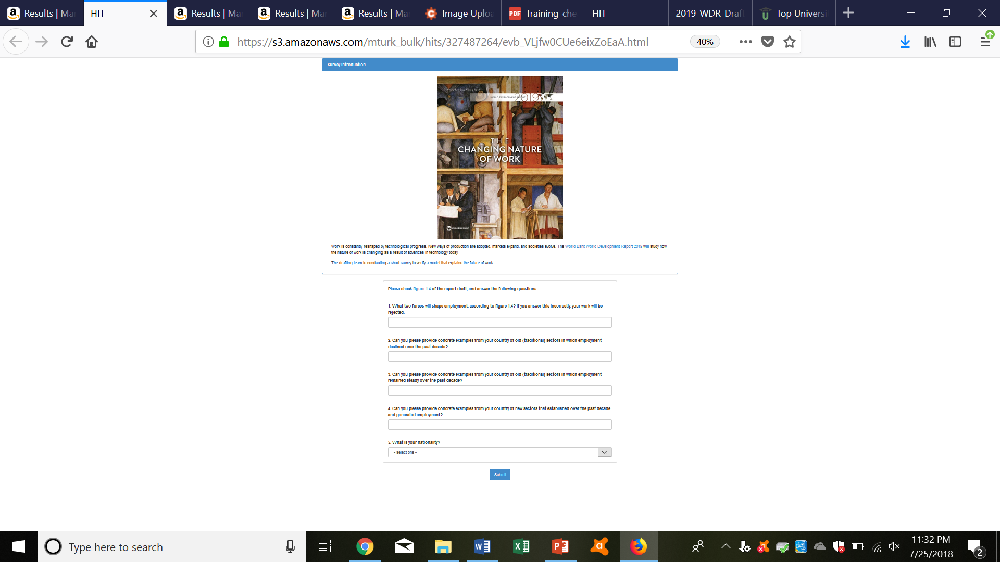 Results | Ma
HIT
Results | Ma
Results | Ma
Results | Ma
Image Uploa
PDF
Training-che
HIT
2019-WDR-Draft
Top Universi
https://s3.amazonaws.com/mturk_bulk/hits/327487264/evb_VLjfw0CUe6eixZoEaA.html
40%
Survey Introduction
A World Bank Group Flagship Report
WORLD DEVELOPMENT REPORT
2019
THE
CHANGING NATURE
OF WORK
WORLD BANK GROUP
Work is constantly reshaped by technological progress. New ways of production are adopted, markets expand, and societies evolve. The World Bank World Development Report 2019 will study how
the nature of work is changing as a result of advances in technology today.
The drafting team is conducting a short survey to verify a model that explains the future of work.
Please check figure 1.4 of the report draft, and answer the following questions.
1. What two forces will shape employment, according to figure 1.4? If you answer this incorrectly, your work will be
rejected.
2. Can you please provide concrete examples from your country of old (traditional) sectors in which employment
declined over the past decade?
3. Can you please provide concrete examples from your country of old (traditional) sectors in which employment
remained steady over the past decade?
4. Can you please provide concrete examples from your country of new sectors that established over the past decade
and generated employment?
5. What is your nationality?
- select one -
Submit
Type here to search
11:32 PM
7/25/2018
2